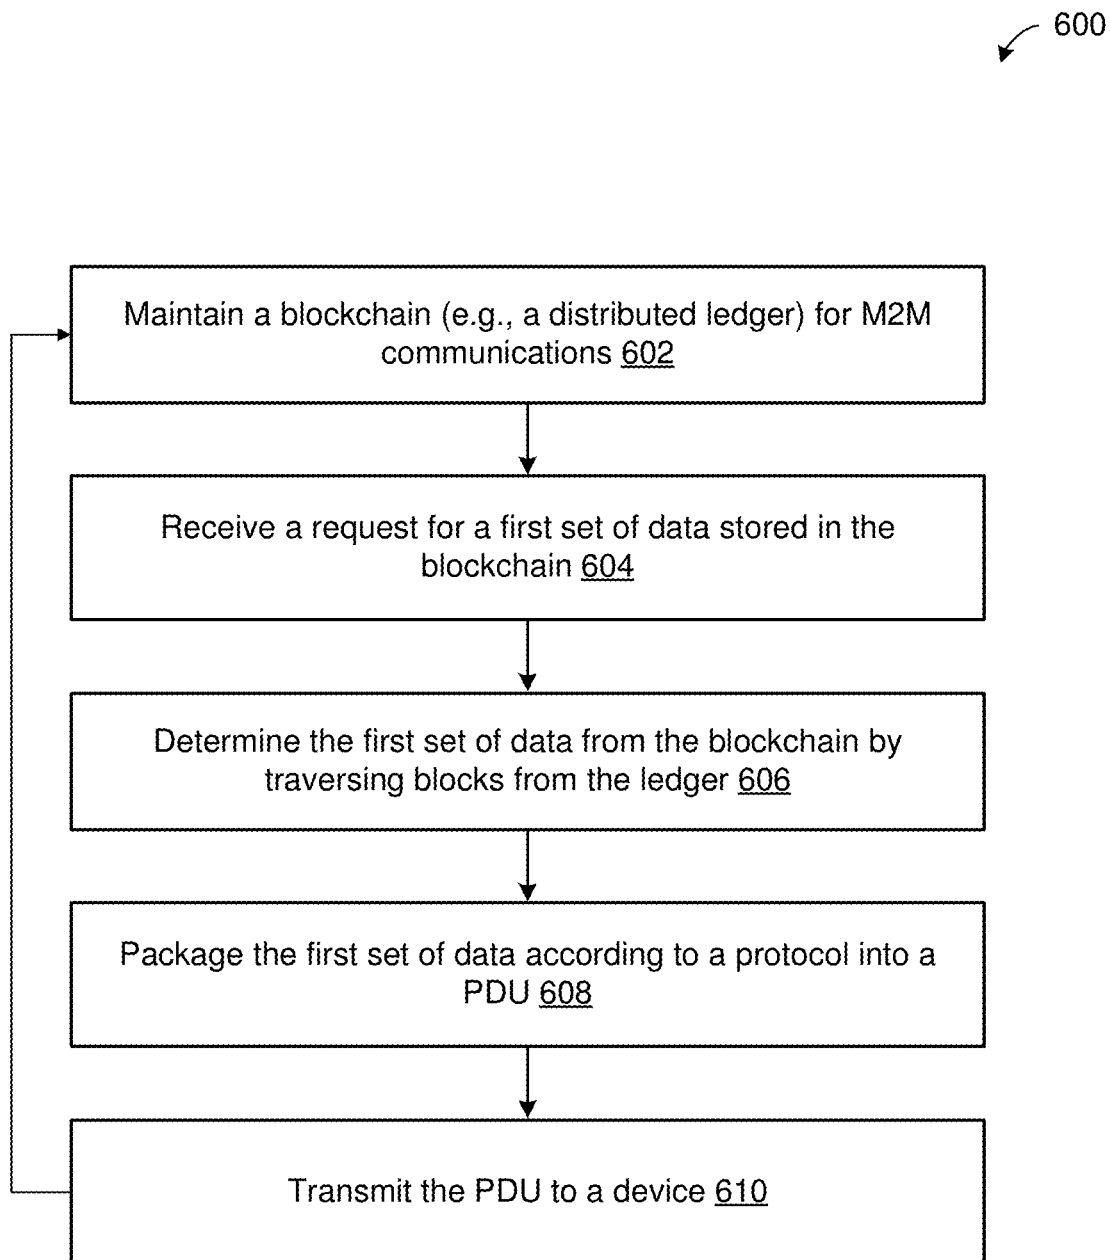 600
Maintain a blockchain (e.g., a distributed ledger) for M2M
communications 602
Receive a request for a first set of data stored in the
blockchain 604
Determine the first set of data from the blockchain by
traversing blocks from the ledger 606
Package the first set of data according to a protocol into a
PDU 608
Transmit the PDU to a device 610